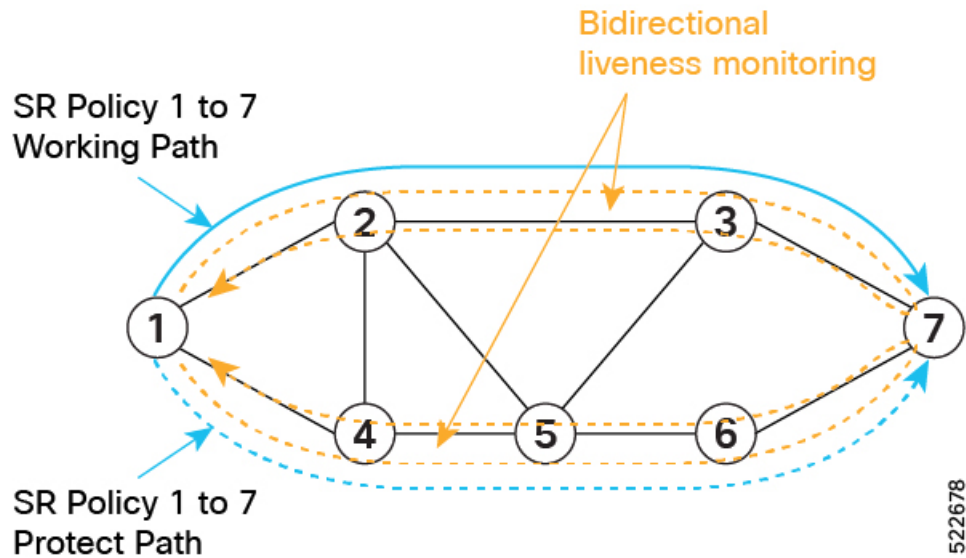 Bidirectional
liveness monitoring
SR Policy 1 to 7
Working Path
2
3
1
7
4
5
6
SR Policy 1 to 7
Protect Path
522678